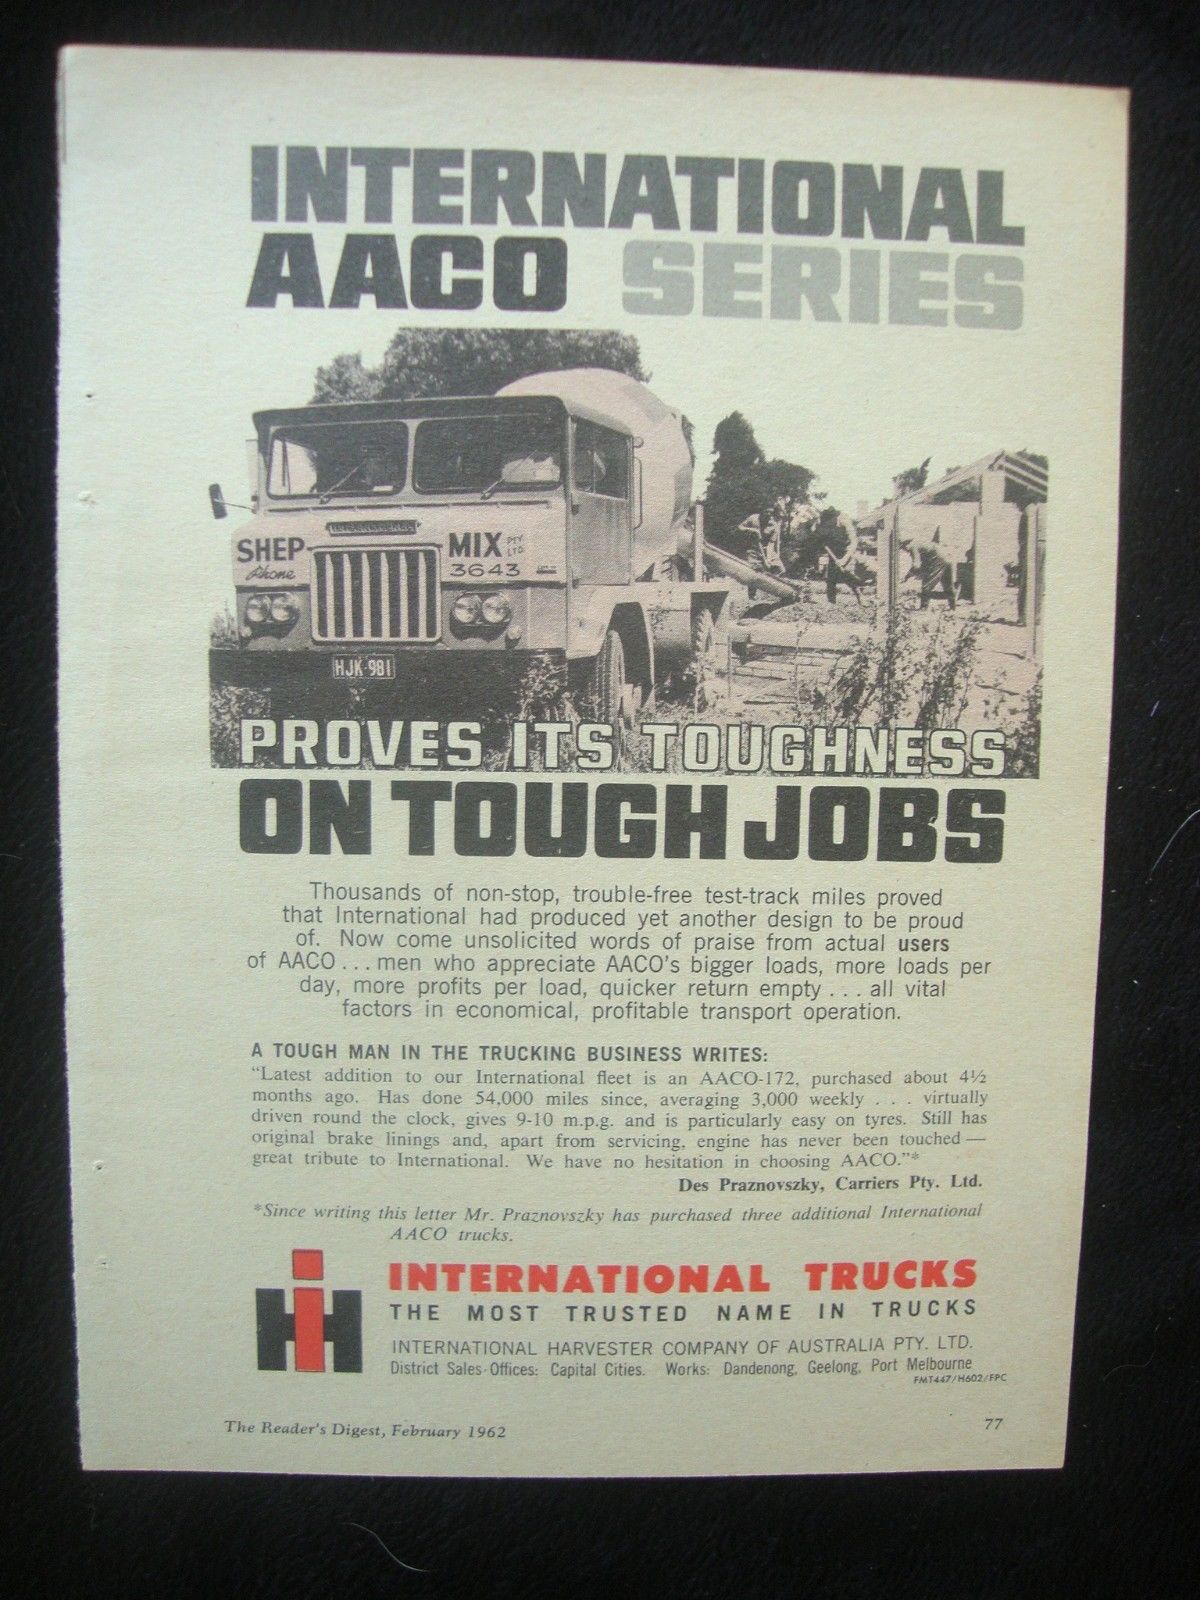 INTERNATIONAL
AACO SERIES
SHEP MIX PTY. LTD.
Phone 3643
HJK·981
PROVES ITS TOUGHNESS
ON TOUGH JOBS
Thousands of non-stop, trouble-free test-track miles proved
that International had produced yet another design to be proud
of. Now come unsolicited words of praise from actual users
of AACO ... men who appreciate AACO's bigger loads, more loads per
day, more profits per load, quicker return empty ... all vital
factors in economical, profitable transport operation.
A TOUGH MAN IN THE TRUCKING BUSINESS WRITES:
"Latest addition to our International fleet is an AACO-172, purchased about 4½
months ago. Has done 54,000 miles since, averaging 3,000 weekly . . . virtually
driven round the clock, gives 9-10 m.p.g. and is particularly easy on tyres. Still has
original brake linings and, apart from servicing, engine has never been touched —
great tribute to International. We have no hesitation in choosing AACO."*
Des Praznovszky, Carriers Pty. Ltd.
*Since writing this letter Mr. Praznovszky has purchased three additional International
AACO trucks.
IH
INTERNATIONAL TRUCKS
THE MOST TRUSTED NAME IN TRUCKS
INTERNATIONAL HARVESTER COMPANY OF AUSTRALIA PTY. LTD.
District Sales Offices: Capital Cities. Works: Dandenong, Geelong, Port Melbourne
FMT447/H602/FPC
The Reader's Digest, February 1962
77